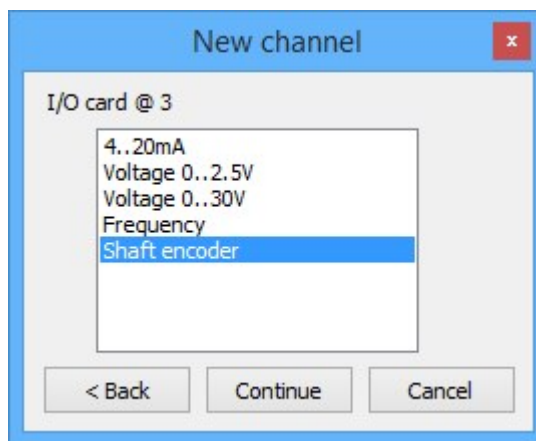 New channel
x
I/O card @ 3
4..20mA
Voltage 0..2.5V
Voltage 0..30V
Frequency
Shaft encoder
< Back Continue Cancel